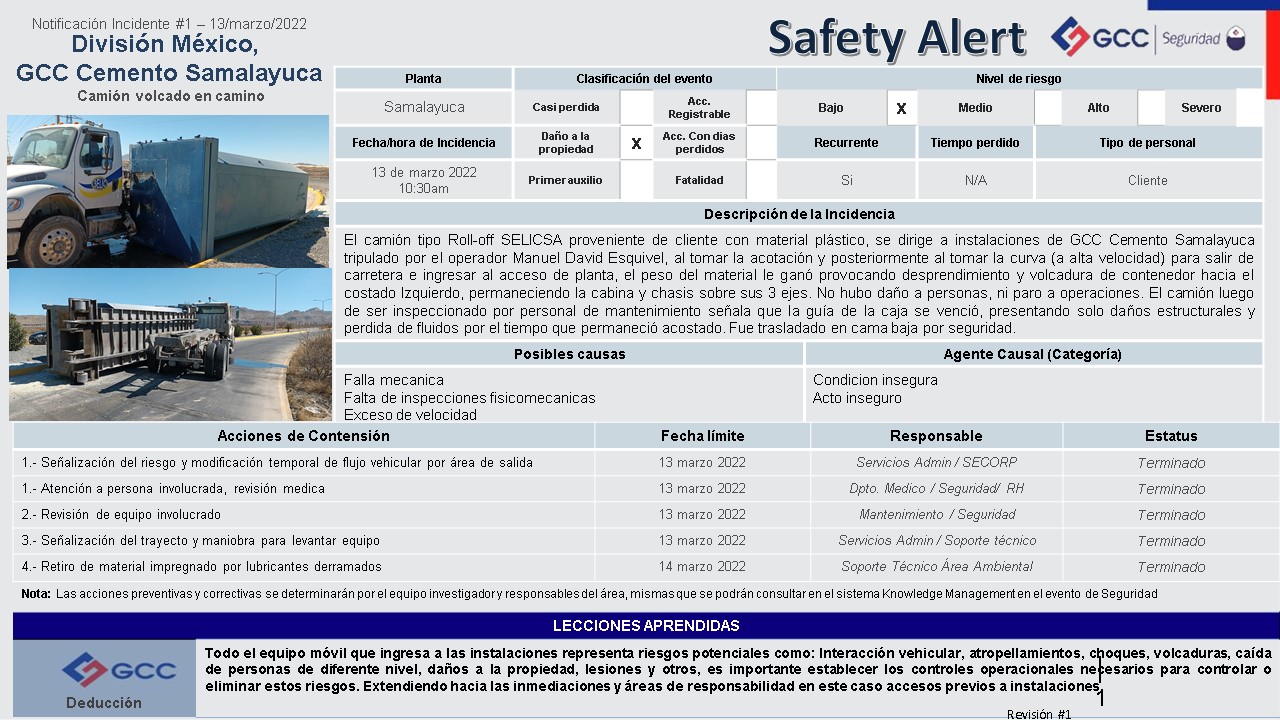 Notificación Incidente #1 – 13/marzo/2022
División México,
GCC Cemento Samalayuca
Camión volcado en camino
Safety Alert
GCC Seguridad
Planta Clasificación del evento Nivel de riesgo
Samalayuca Casi perdida Acc. Registrable Bajo X Medio Alto Severo
Fecha/hora de Incidencia Daño a la propiedad X Acc. Con dias perdidos Recurrente Tiempo perdido Tipo de personal
13 de marzo 2022
10:30am
Primer auxilio Fatalidad Si N/A Cliente
Descripción de la Incidencia
El camión tipo Roll-off SELICSA proveniente de cliente con material plástico, se dirige a instalaciones de GCC Cemento Samalayuca
tripulado por el operador Manuel David Esquivel, al tomar la acotación y posteriormente al tomar la curva (a alta velocidad) para salir de
carretera e ingresar al acceso de planta, el peso del material le ganó provocando desprendimiento y volcadura de contenedor hacia el
costado Izquierdo, permaneciendo la cabina y chasis sobre sus 3 ejes. No hubo daño a personas, ni paro a operaciones. El camión luego
de ser inspeccionado por personal de mantenimiento señala que la guía de la caja se venció, presentando solo daños estructurales y
perdida de fluidos por el tiempo que permanecio acostado. Fue trasladado en cama baja por seguridad.
Posibles causas Agente Causal (Categoría)
Falla mecanica
Falta de inspecciones fisicomecanicas
Exceso de velocidad
Condicion insegura
Acto inseguro
Acciones de Contensión Fecha límite Responsable Estatus
1.- Señalización del riesgo y modificación temporal de flujo vehicular por área de salida 13 marzo 2022 Servicios Admin / SECORP Terminado
1.- Atención a persona involucrada, revisión medica 13 marzo 2022 Dpto. Medico / Seguridad/ RH Terminado
2.- Revisión de equipo involucrado 13 marzo 2022 Mantenimiento / Seguridad Terminado
3.- Señalización del trayecto y maniobra para levantar equipo 13 marzo 2022 Servicios Admin / Soporte técnico Terminado
4.- Retiro de material impregnado por lubricantes derramados 14 marzo 2022 Soporte Técnico Área Ambiental Terminado
Nota: Las acciones preventivas y correctivas se determinarán por el equipo investigador y responsables del área, mismas que se podrán consultar en el sistema Knowledge Management en el evento de Seguridad
LECCIONES APRENDIDAS
GCC
Deducción
Todo el equipo móvil que ingresa a las instalaciones representa riesgos potenciales como: Interacción vehicular, atropellamientos, choques, volcaduras, caída
de personas de diferente nivel, daños a la propiedad, lesiones y otros, es importante establecer los controles operacionales necesarios para controlar o
eliminar estos riesgos. Extendiendo hacia las inmediaciones y áreas de responsabilidad en este caso accesos previos a instalaciones.
1
Revisión #1